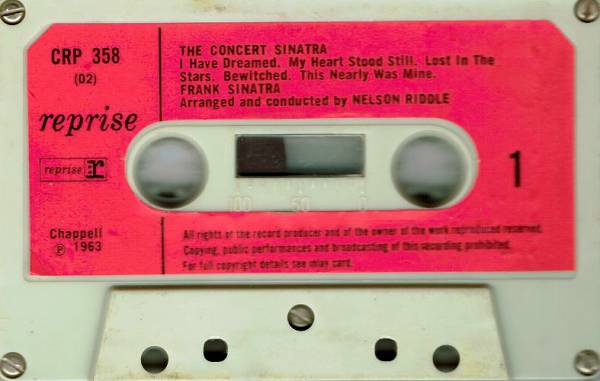 CRP 358
(02)
reprise
reprise r:
Chappell
℗ 1963
THE CONCERT SINATRA
I Have Dreamed. My Heart Stood Still. Lost In The
Stars. Bewitched. This Nearly Was Mine.
FRANK SINATRA
Arranged and conducted by NELSON RIDDLE
1
100 50 0
All rights of the record producer and of the owner of the work reproduced reserved.
Copying, public performances and broadcasting of this recording prohibited.
For full copyright details see inlay card.